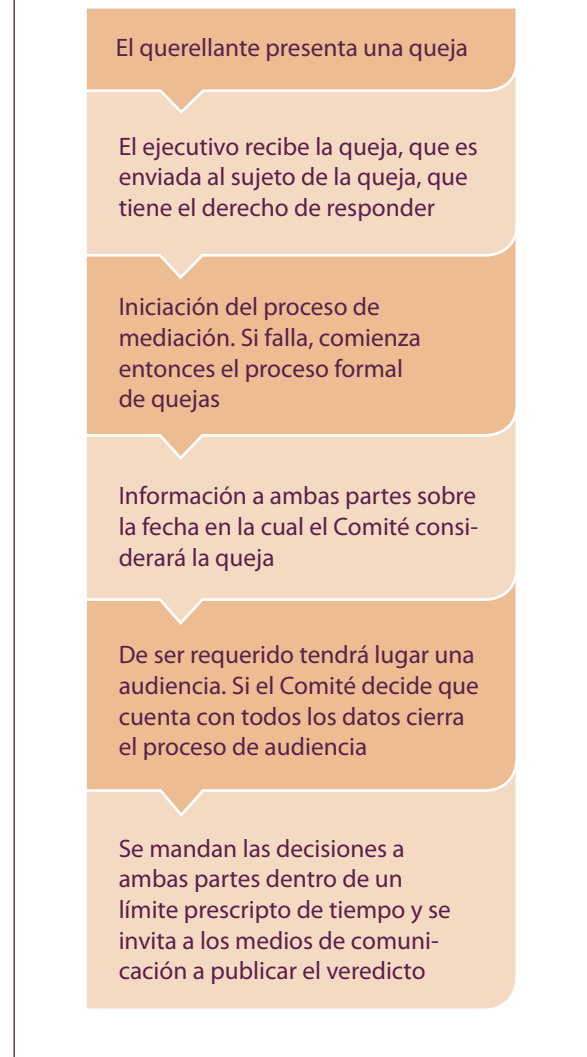 El querellante presenta una queja
El ejecutivo recibe la queja, que es
enviada al sujeto de la queja, que
tiene el derecho de responder
Iniciación del proceso de
mediación. Si falla, comienza
entonces el proceso formal
de quejas
Información a ambas partes sobre
la fecha en la cual el Comité consi-
derará la queja
De ser requerido tendrá lugar una
audiencia. Si el Comité decide que
cuenta con todos los datos cierra
el proceso de audiencia
Se mandan las decisiones a
ambas partes dentro de un
límite prescripto de tiempo y se
invita a los medios de comuni-
cación a publicar el veredicto